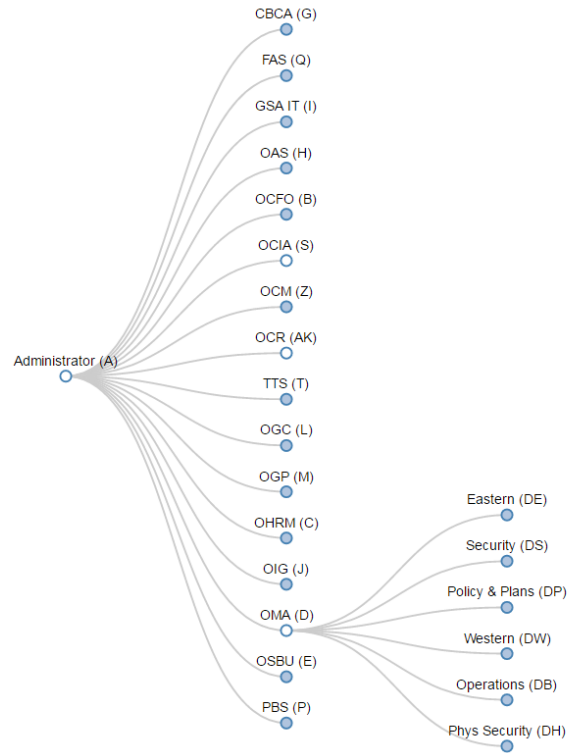 CBCA (G)
FAS (Q)
GSA IT (I)
OAS (H)
OCFO (B)
OCIA (S)
OCM (Z)
OCR (AK)
Administrator (A)
TTS (T)
OGC (L)
OGP (M)
OHRM (C)
OIG (J)
OMA (D)
OSBU (E)
PBS (P)
Eastern (DE)
Security (DS)
Policy & Plans (DP)
Western (DW)
Operations (DB)
Phys Security (DH)